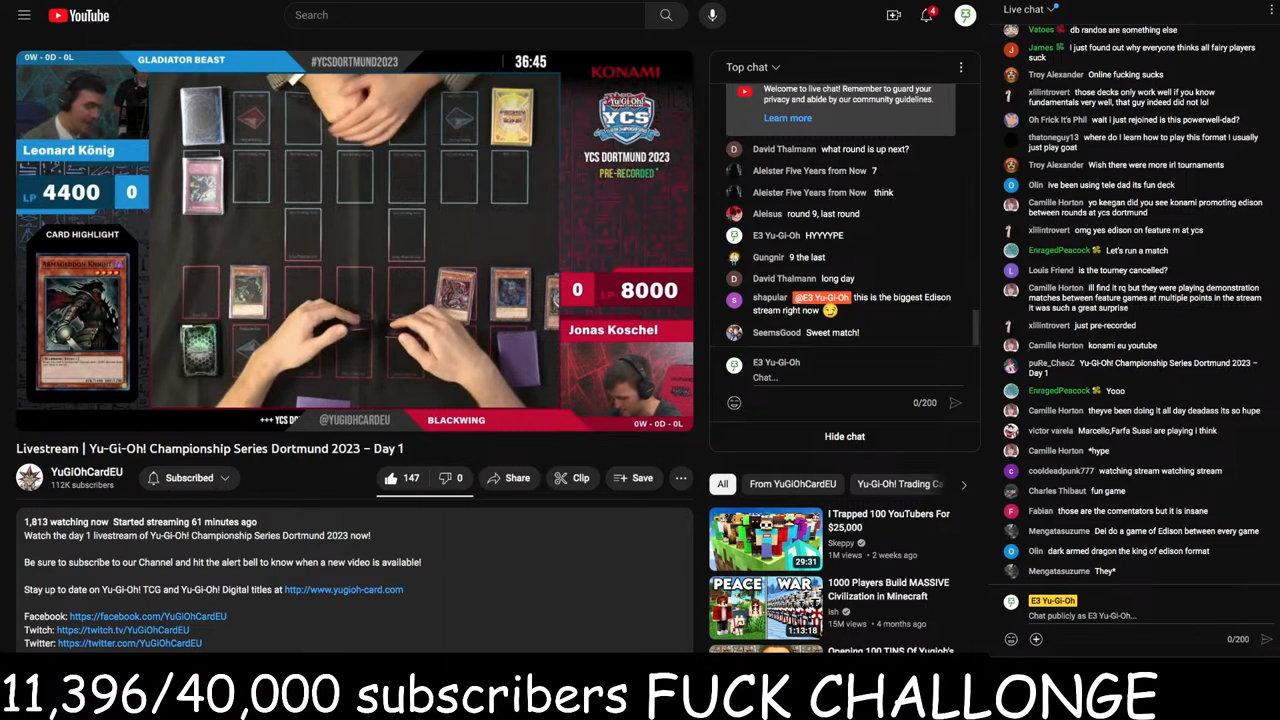 YouTube
Search
4
Live chat
0W - 0D - 0L
GLADIATOR BEAST
#YCSDORTMUND2023
36:45
KONAMI
Leonard König
LP 4400 0
CARD HIGHLIGHT
ARMAGEDDON KNIGHT
Yu-Gi-Oh!
YCS
DORTMUND 2023
YCS DORTMUND 2023
PRE-RECORDED
0 LP 8000
Jonas Koschel
+++ YCS DO
@YUGIOHCARDEU
BLACKWING
0W - 0D - 0L
Livestream | Yu-Gi-Oh! Championship Series Dortmund 2023 – Day 1
YuGiOhCardEU
112K subscribers
Subscribed
147
0
Share
Clip
Save
1,813 watching now Started streaming 61 minutes ago
Watch the day 1 livestream of Yu-Gi-Oh! Championship Series Dortmund 2023 now!
Be sure to subscribe to our Channel and hit the alert bell to know when a new video is available!
Stay up to date on Yu-Gi-Oh! TCG and Yu-Gi-Oh! Digital titles at http://www.yugioh-card.com
Facebook: https://facebook.com/YuGiOhCardEU
Twitch: https://twitch.tv/YuGiOhCardEU
Twitter: https://twitter.com/YuGiOhCardEU
Top chat
Welcome to live chat! Remember to guard your
privacy and abide by our community guidelines.
Learn more
David Thalmann what round is up next?
Aleister Five Years from Now 7
Aleister Five Years from Now think
Aleisus round 9, last round
E3 Yu-Gi-Oh HYYYYPE
Gungnir 9 the last
David Thalmann long day
shapular @E3 Yu-Gi-Oh this is the biggest Edison
stream right now
SeemsGood Sweet match!
E3 Yu-Gi-Oh
Chat...
0/200
Hide chat
All
From YuGiOhCardEU
Yu-Gi-Oh! Trading Ca
I Trapped 100 YouTubers For
$25,000
Skeppy
1M views • 2 weeks ago
29:31
PEACE WAR
1000 Players Build MASSIVE
Civilization in Minecraft
ish
15M views • 4 months ago
1:13:18
Opening 100 TINS Of Yugioh's
Vatoes db randos are something else
James I just found out why everyone thinks all fairy players
suck
Troy Alexander Online fucking sucks
xlilintrovert those decks only work well if you know
fundamentals very well, that guy indeed did not lol
Oh Frick It's Phil wait i just rejoined is this powerwell-dad?
thatoneguy13 where do I learn how to play this format I usually
just play goat
Troy Alexander Wish there were more irl tournaments
Olin ive been using tele dad its fun deck
Camille Horton yo keegan did you see konami promoting edison
between rounds at ycs dortmund
xlilintrovert omg yes edison on feature m at ycs
EnragedPeacock Let's run a match
Louis Friend is the tourney cancelled?
Camille Horton ill find it rq but they were playing demonstration
matches between feature games at multiple points in the stream
it was such a great surprise
xlilintrovert just pre-recorded
Camille Horton konami eu youtube
puRe_ChaoZ Yu-Gi-Oh! Championship Series Dortmund 2023 –
Day 1
EnragedPeacock Yooo
Camille Horton theyve been doing it all day deadass its so hope
victor varela Marcello,Farfa Sussi are playing i think
Camille Horton *hype
cooldeadpunk777 watching stream watching stream
Charles Thibaut fun game
Fabian those are the comentators but it is insane
Mengatasuzume Dei do a game of Edison between every game
Olin dark armed dragon the king of edison format
Mengatasuzume They*
E3 Yu-Gi-Oh
Chat publicly as E3 Yu-Gi-Oh...
0/200
11,396/40,000 subscribers FUCK CHALLONGE